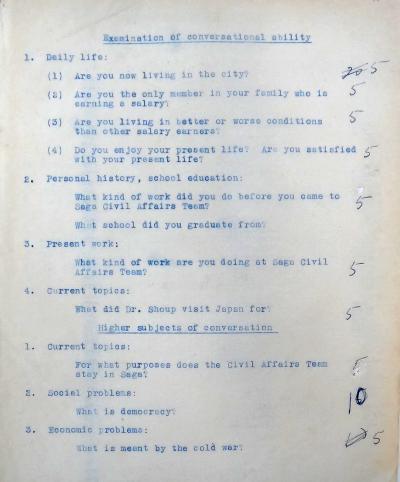 Examination of conversational ability
1. Daily life:
(1) Are you now living in the city? 5
(2) Are you the only member in your family who is 5
earning a salary?
(3) Are you living in better or worse conditions 5
than other salary earners?
(4) Do you enjoy your present life? Are you satisfied 5
with your present life?
2. Personal history, school education:
What kind of work did you do before you came to 5
Saga Civil Affairs Team?
What school did you graduate from?
3. Present work:
What kind of work are you doing at Saga Civil 5
Affairs Team?
4. Current topics:
What did Dr. Shoup visit Japan for? 5
Higher subjects of conversation
1. Current topics:
For what purposes does the Civil Affairs Team 5
stay in Saga?
2. Social problems: 10
What is democracy?
3. Economic problems: 5
What is meant by the cold war?